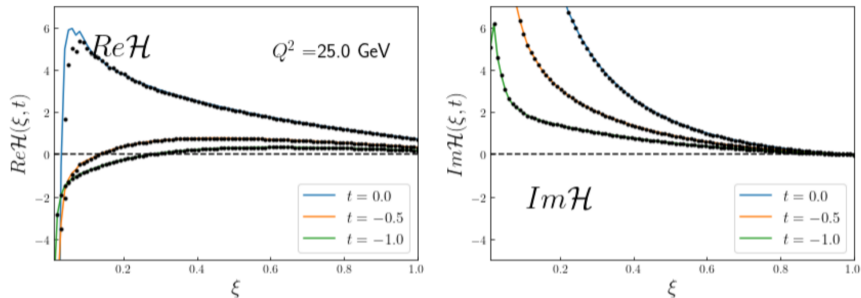 ReH
Q² =25.0 GeV
ReH(ξ, t)
6
4
2
0
−2
−4
t = 0.0
t = −0.5
t = −1.0
0.2 0.4 0.6 0.8 1.0
ξ
ImH(ξ, t)
6
4
2
0
−2
−4
ImH
t = 0.0
t = −0.5
t = −1.0
0.2 0.4 0.6 0.8 1.0
ξ